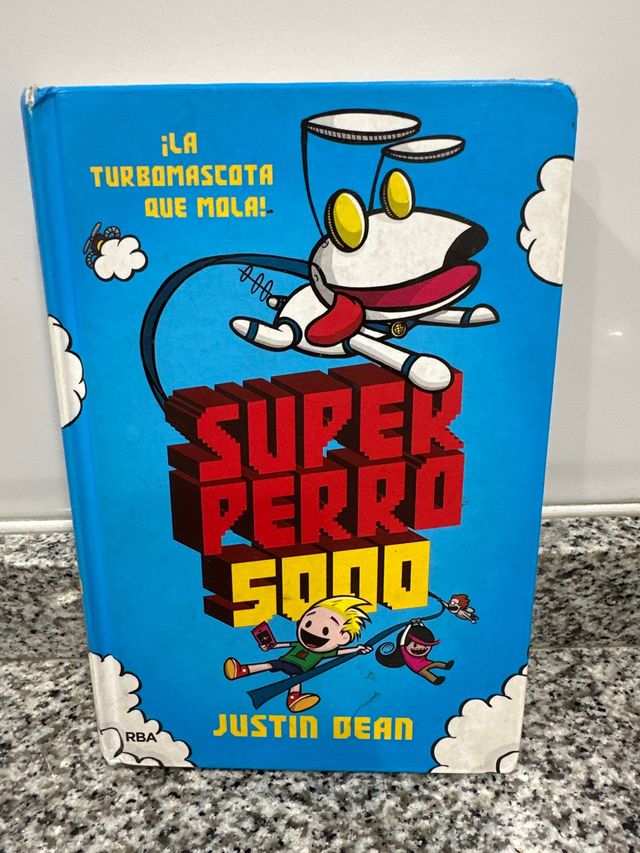 ¡LA
TURBOMASCOTA
QUE MOLA!
SUPER
PERRO
5000
JUSTIN DEAN
RBA